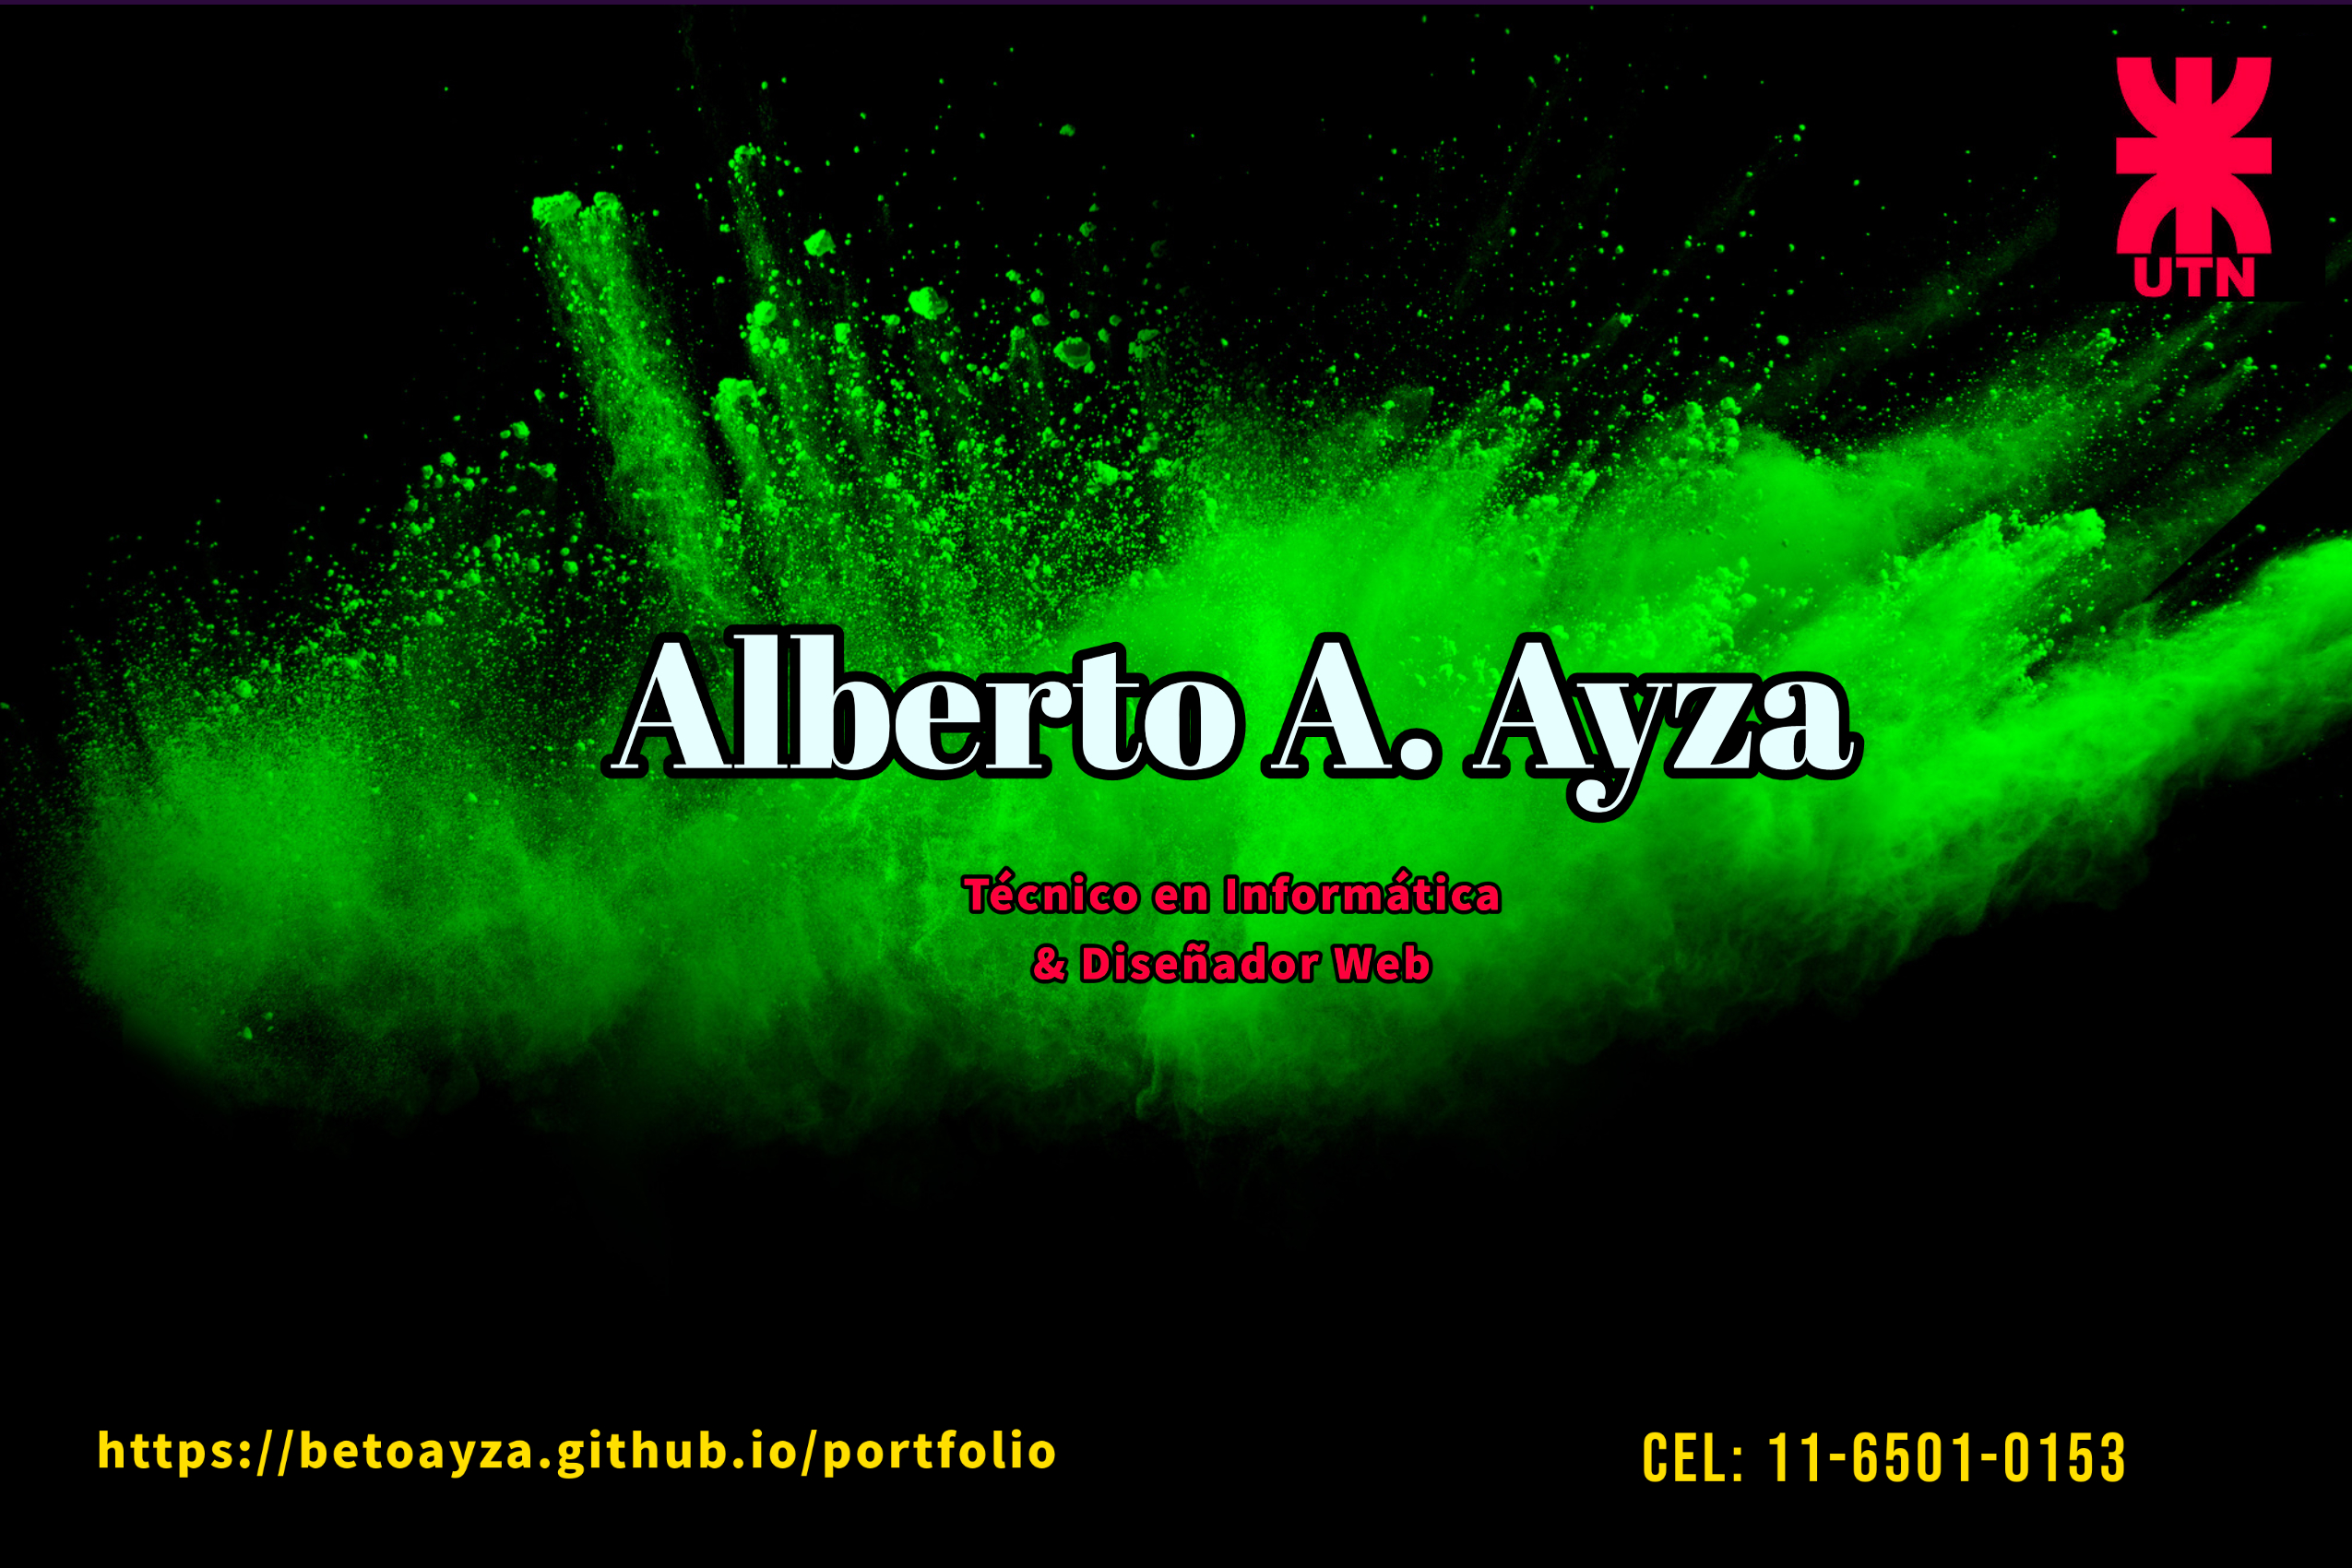 UTN
Alberto A. Ayza
Técnico en Informática
& Diseñador Web
https://betoayza.github.io/portfolio
CEL: 11-6501-0153